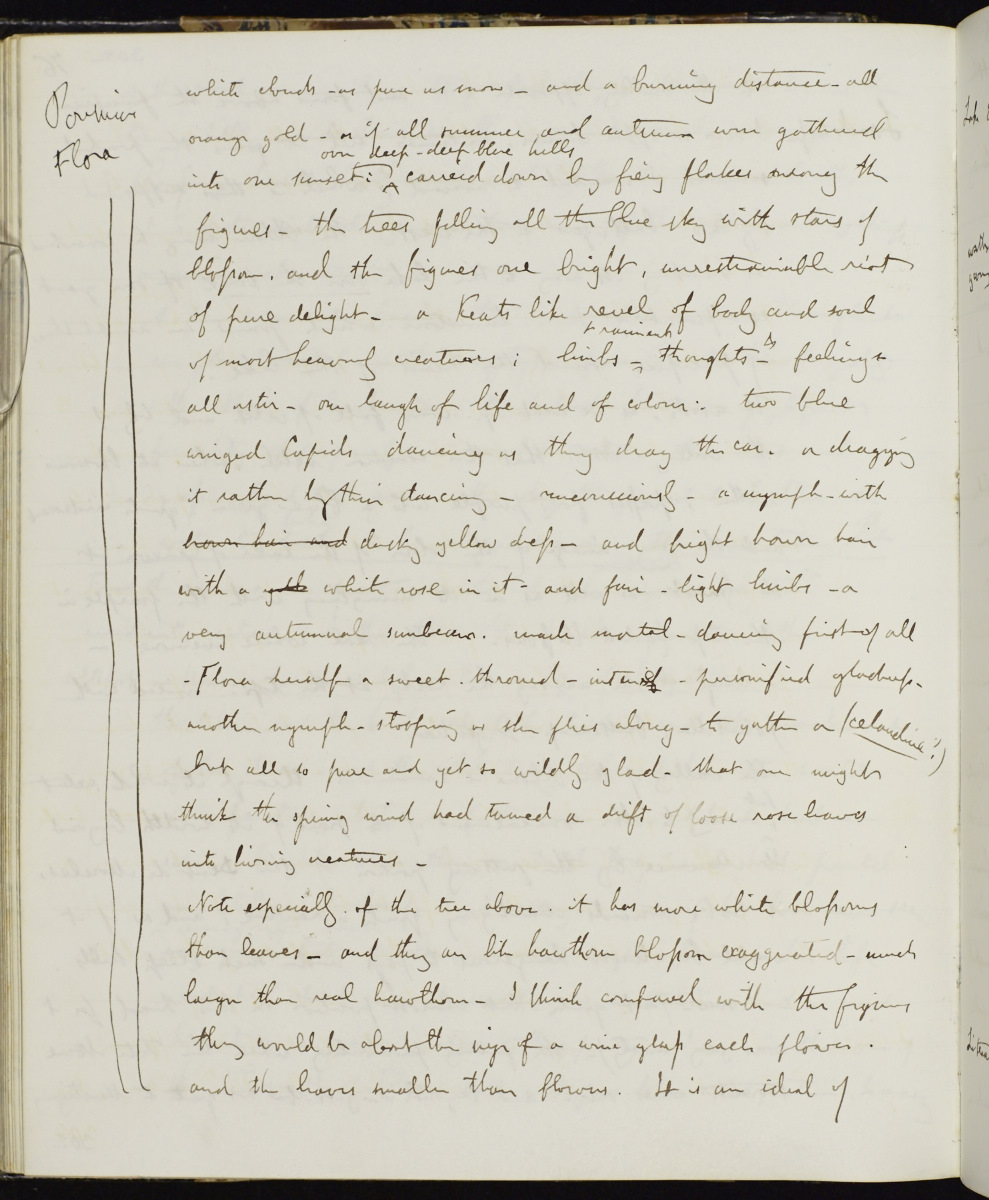 Poussins
Flora
white clouds - as pure as snow - and a burning distance - all
orange gold - as if all summer and autumn were gathered
over deep - deep blue hills
into one sunset: carried down by fiery flakes among the
figures - the trees filling all the blue sky with stars of
blossom. and the figures one bright, unrestrainable riot
of pure delight - a Keats like revel of body and soul
+ raiment
of most heavenly creatures; limbs - thoughts - & feelings
all astir - one laugh of life and of colour: two blue
winged Cupids dancing as they drag the car. or dragging
it rather by their dancing - unconsciously - a nymph - with
brown hair and dusky yellow dress - and bright brown hair
with a white rose in it - and fair - light limbs - a
very autumnal sunbeam. made mortal - dancing first of all
- Flora herself a sweet. throned - intense - personified gladness.
another nymph - stooping as she flies along - to gather a (celandine?)
but all so pure and yet so wildly glad - that one might
think the spring wind had turned a drift of loose rose leaves
into living creatures -
Note especially. of the tree above. it has more white blossoms
than leaves - and they are like hawthorn blossom exaggerated - much
larger than real hawthorn - I think compared with the figures
they would be about the size of a wine glass each flower.
and the leaves smaller than flowers. It is an ideal of